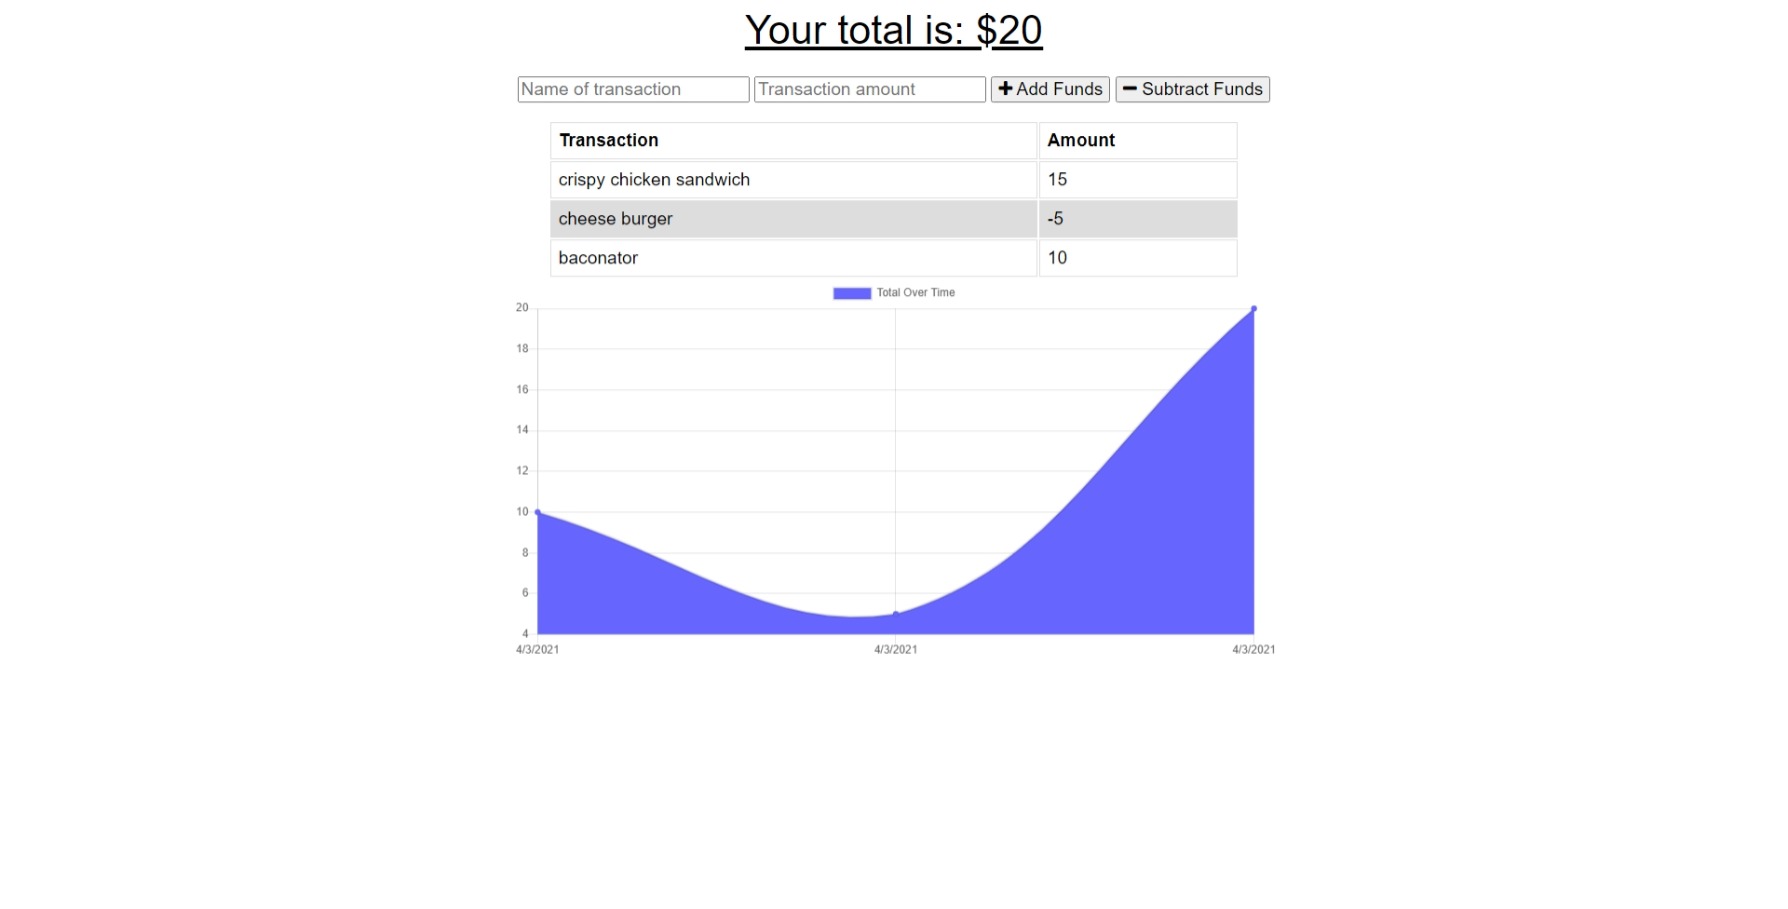 Your total is: $20
Name of transaction Transaction amount Add Funds Subtract Funds
Transaction Amount
crispy chicken sandwich 15
cheese burger -5
baconator 10
Total Over Time
20
18
16
14
12
10
8
6
4
4/3/2021 4/3/2021 4/3/2021